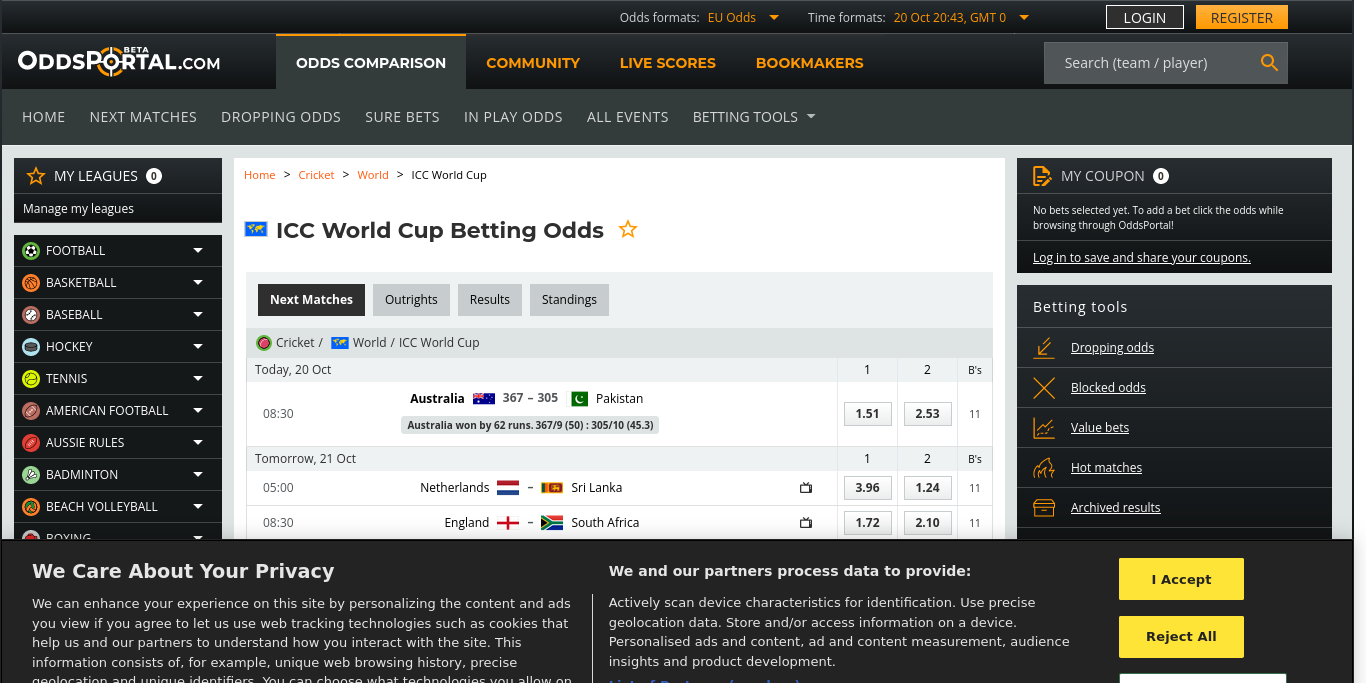 Odds formats: EU Odds Time formats: 20 Oct 20:43, GMT 0 LOGIN REGISTER
ODDSPORTAL.COM BETA
ODDS COMPARISON COMMUNITY LIVE SCORES BOOKMAKERS Search (team / player)
HOME NEXT MATCHES DROPPING ODDS SURE BETS IN PLAY ODDS ALL EVENTS BETTING TOOLS
MY LEAGUES 0
Manage my leagues
FOOTBALL
BASKETBALL
BASEBALL
HOCKEY
TENNIS
AMERICAN FOOTBALL
AUSSIE RULES
BADMINTON
BEACH VOLLEYBALL
BOXING
Home > Cricket > World > ICC World Cup
ICC World Cup Betting Odds
Next Matches Outrights Results Standings
Cricket / World / ICC World Cup
Today, 20 Oct 1 2 B's
08:30 Australia 367 – 305 Pakistan 1.51 2.53 11
Australia won by 62 runs. 367/9 (50) : 305/10 (45.3)
Tomorrow, 21 Oct 1 2 B's
05:00 Netherlands – Sri Lanka 3.96 1.24 11
08:30 England – South Africa 1.72 2.10 11
MY COUPON 0
No bets selected yet. To add a bet click the odds while
browsing through OddsPortal!
Log in to save and share your coupons.
Betting tools
Dropping odds
Blocked odds
Value bets
Hot matches
Archived results
We Care About Your Privacy
We can enhance your experience on this site by personalizing the content and ads
you view if you agree to let us use web tracking technologies such as cookies that
help us and our partners to understand how you interact with the site. This
information consists of, for example, unique web browsing history, precise
geolocation and unique identifiers. You can choose what technologies you allow on
We and our partners process data to provide:
Actively scan device characteristics for identification. Use precise
geolocation data. Store and/or access information on a device.
Personalised ads and content, ad and content measurement, audience
insights and product development.
I Accept
Reject All